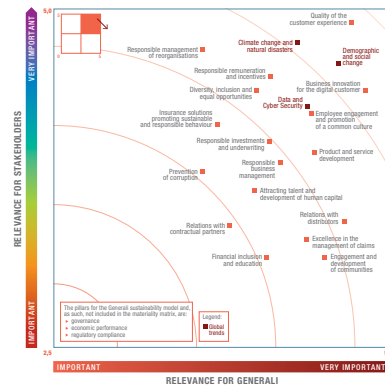 5,0
Quality of the
customer experience
Climate change and
natural disasters
Responsible management
of reorganisations
Demographic
and social
change
Responsible remuneration
and incentives
Business innovation
for the digital customer
Diversity, inclusion and
equal opportunities
Data and
Cyber Security
Insurance solutions
promoting sustainable
and responsible behaviour
Employee engagement
and promotion
of a common culture
Responsible investments
and underwriting
Product and service
development
Responsible
business
management
Prevention
of corruption
Attracting talent and
development of human capital
Relations with
contractual partners
Relations with
distributors
Excellence in the
management of claims
Financial inclusion
and education
Engagement and
development
of communities
The pillars for the Generali sustainability model and,
as such, not included in the materiality matrix, are:
• governance
• economic performance
• regulatory compliance
Legend:
Global
trends
2,5
VERY IMPORTANT
IMPORTANT
RELEVANCE FOR STAKEHOLDERS
IMPORTANT
VERY IMPORTANT
RELEVANCE FOR GENERALI